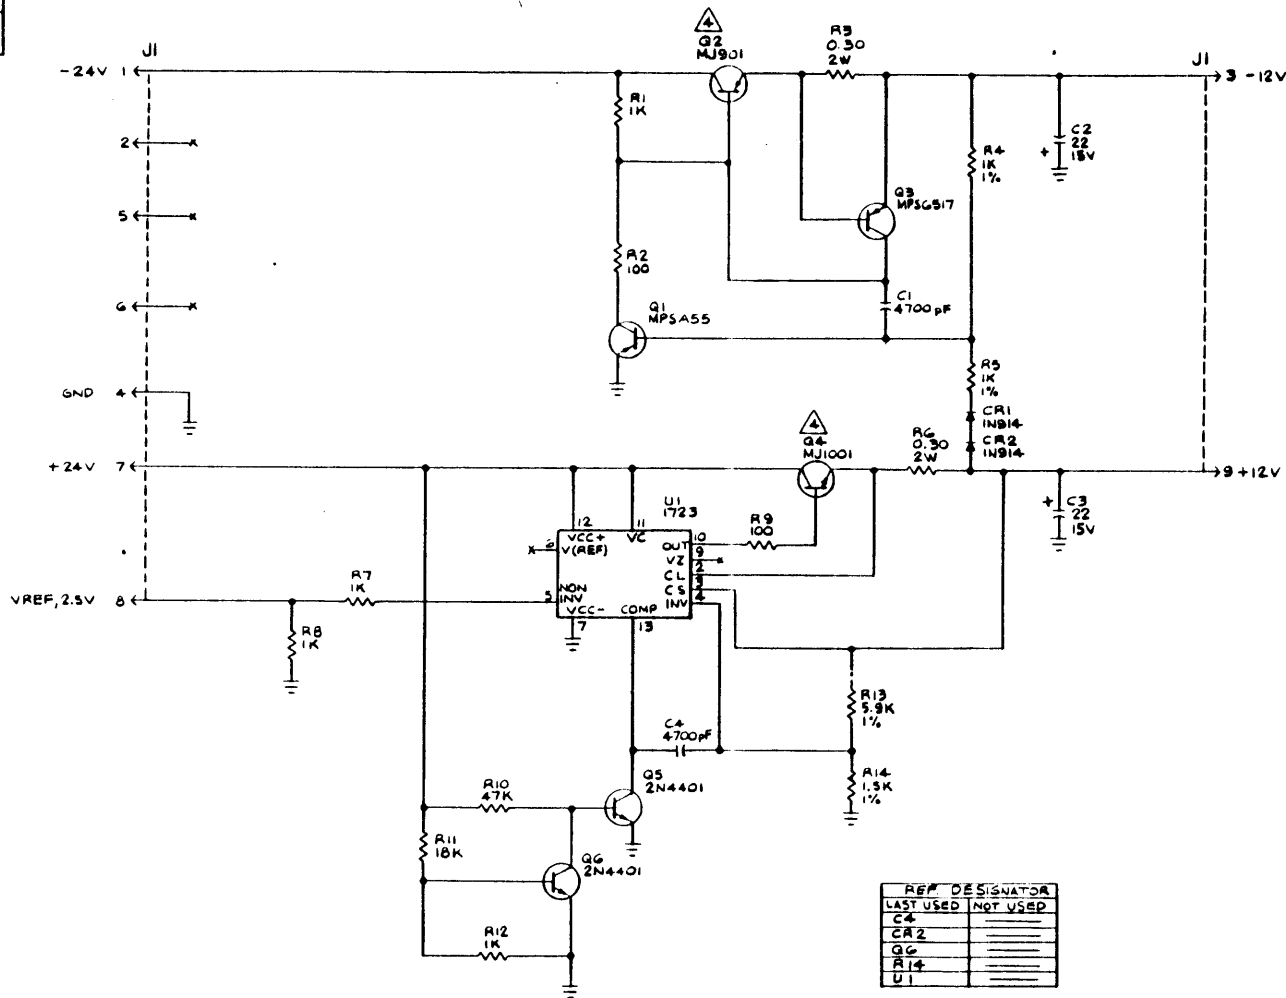 J1
-24V 1
2
5
6
GND 4
+24V 7
VREF, 2.5V 8
4
Q2
MJ901
R3
0.30
2W
J1
3 -12V
R1
1K
R4
1K
1%
C2
22
15V
+
Q3
MPS6517
R2
100
C1
4700pF
Q1
MPSA55
R5
1K
1%
CR1
1N914
CR2
1N914
4
Q4
MJ1001
R6
0.30
2W
9 +12V
C3
22
15V
+
U1
1723
12
11
VCC+
VC
6
V(REF)
OUT
10
VZ
9
CL
2
CS
3
INV
4
NON
INV
5
VCC-
COMP
7
13
R9
100
R7
1K
R8
1K
R13
5.9K
1%
C4
4700pF
R14
1.5K
1%
Q5
2N4401
R10
47K
R11
18K
Q6
2N4401
R12
1K
REF. DESIGNATOR
LAST USED NOT USED
C4
CR2
Q6
R14
U1